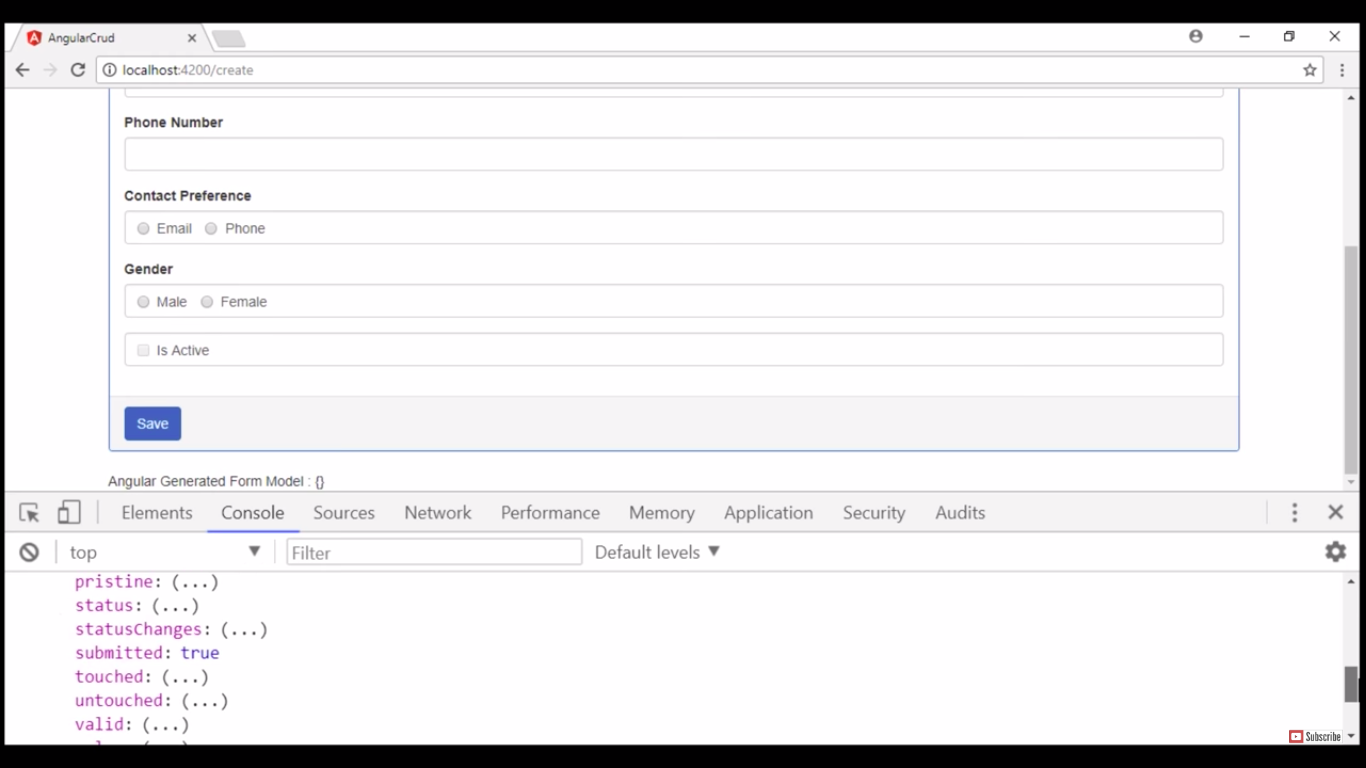 AngularCrud
localhost:4200/create
Phone Number
Contact Preference
Email Phone
Gender
Male Female
Is Active
Save
Angular Generated Form Model : {}
Elements Console Sources Network Performance Memory Application Security Audits
top Filter Default levels
pristine: (...)
status: (...)
statusChanges: (...)
submitted: true
touched: (...)
untouched: (...)
valid: (...)
Subscribe